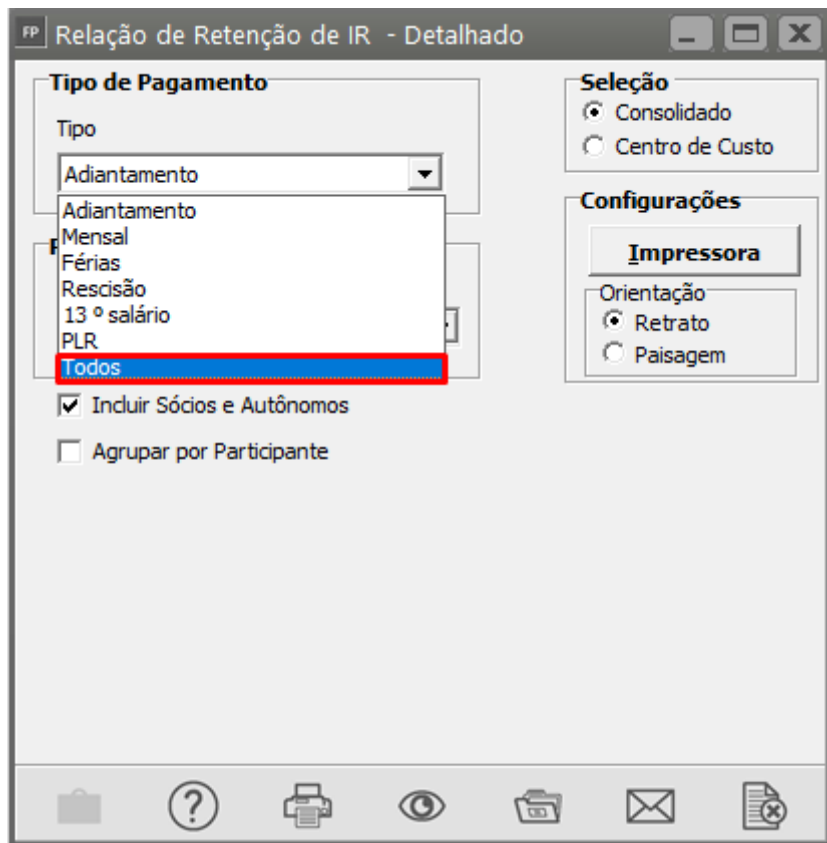 FP Relação de Retenção de IR - Detalhado
Tipo de Pagamento
Tipo
Adiantamento
Adiantamento
Mensal
Férias
Rescisão
13 º salário
PLR
Todos
Incluir Sócios e Autônomos
Agrupar por Participante
Seleção
Consolidado
Centro de Custo
Configurações
Impressora
Orientação
Retrato
Paisagem